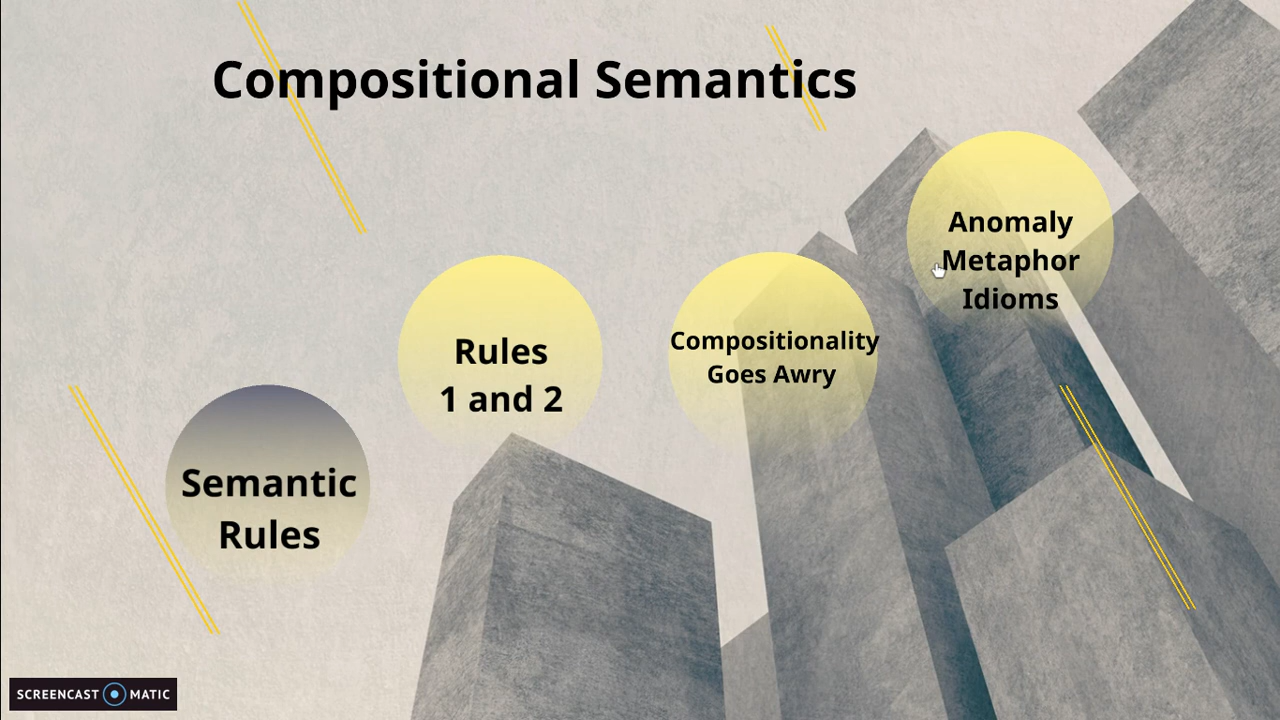 Compositional Semantics
Semantic
Rules
Rules
1 and 2
Compositionality
Goes Awry
Anomaly
Metaphor
Idioms
SCREENCAST MATIC